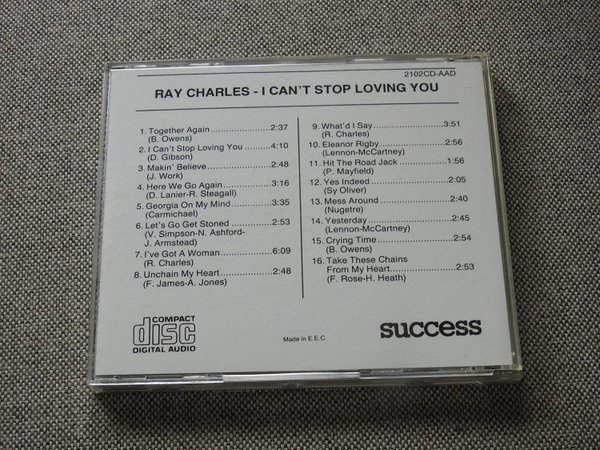 2102CD-AAD
RAY CHARLES - I CAN'T STOP LOVING YOU
1. Together Again..................2:37
(B. Owens)
2. I Can't Stop Loving You ........4:10
(D. Gibson)
3. Makin' Believe..................2:48
(J. Work)
4. Here We Go Again................3:16
(D. Lanier-R. Steagall)
5. Georgia On My Mind..............3:35
(Carmichael)
6. Let's Go Get Stoned ............2:53
(V. Simpson-N. Ashford-
J. Armstead)
7. I've Got A Woman................6:09
(R. Charles)
8. Unchain My Heart................2:48
(F. James-A. Jones)
9. What'd I Say....................3:51
(R. Charles)
10. Eleanor Rigby..................2:56
(Lennon-McCartney)
11. Hit The Road Jack .............1:56
(P. Mayfield)
12. Yes Indeed.....................2:05
(Sy Oliver)
13. Mess Around....................2:40
(Nugetre)
14. Yesterday......................2:45
(Lennon-McCartney)
15. Crying Time....................2:54
(B. Owens)
16. Take These Chains
From My Heart......................2:53
(F. Rose-H. Heath)
COMPACT
disc
DIGITAL AUDIO
Made in E.E.C.
success